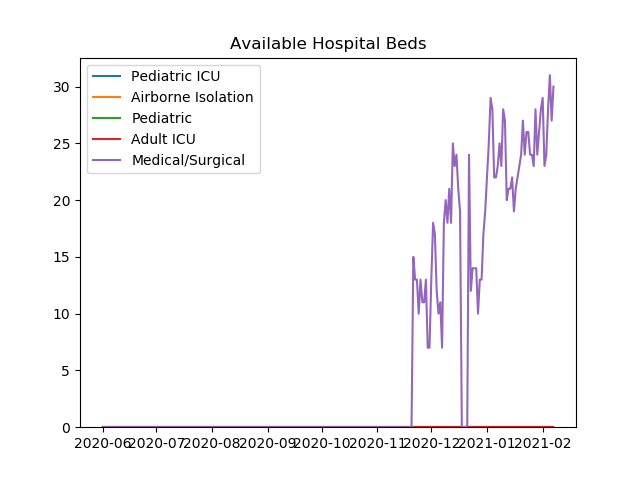 Available Hospital Beds
Pediatric ICU
Airborne Isolation
Pediatric
Adult ICU
Medical/Surgical
30
25
20
15
10
5
0
2020-06 2020-07 2020-08 2020-09 2020-10 2020-11 2020-12 2021-01 2021-02